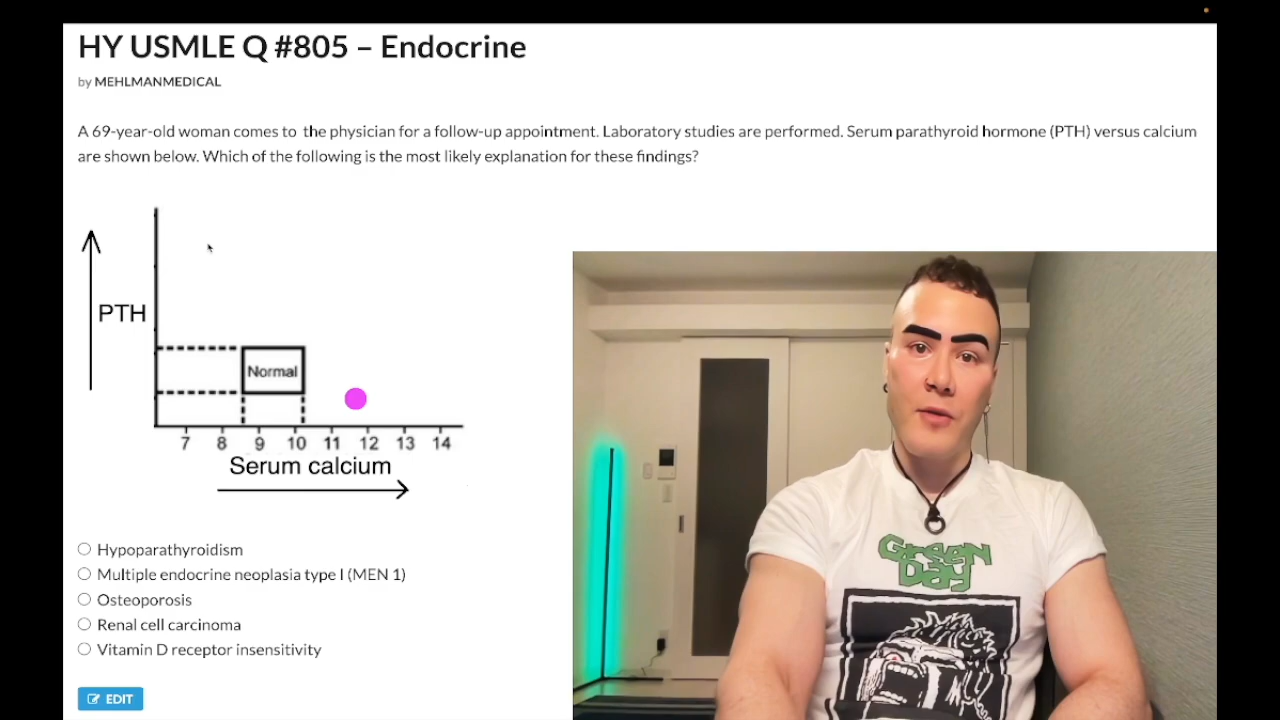 HY USMLE Q #805 – Endocrine
by MEHLMANMEDICAL
A 69-year-old woman comes to the physician for a follow-up appointment. Laboratory studies are performed. Serum parathyroid hormone (PTH) versus calcium
are shown below. Which of the following is the most likely explanation for these findings?
PTH
Normal
7 8 9 10 11 12 13 14
Serum calcium
Hypoparathyroidism
Multiple endocrine neoplasia type I (MEN 1)
Osteoporosis
Renal cell carcinoma
Vitamin D receptor insensitivity
EDIT
Green
Day